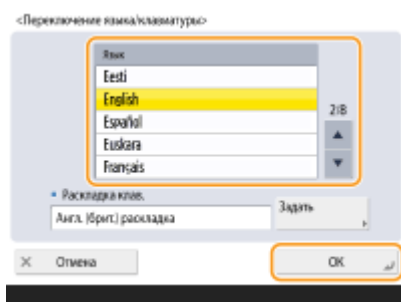 <Переключение языка/клавиатуры>
Язык
Eesti
English
Español
Euskara
Français
2/8
Раскладка клав.
Англ. (брит.) раскладка
Задать
Отмена
OK